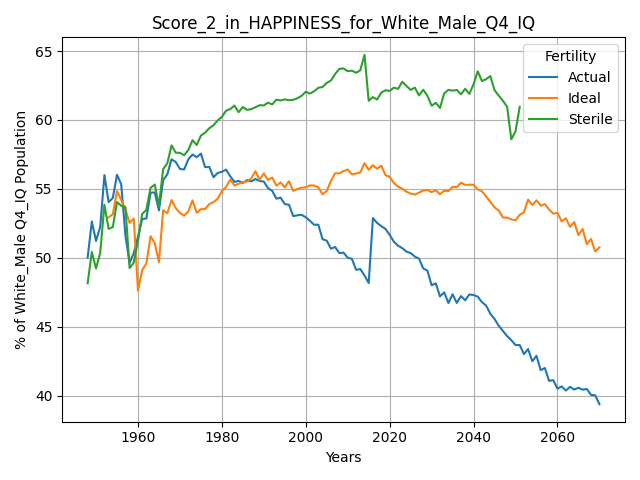 Score_2_in_HAPPINESS_for_White_Male_Q4_IQ
% of White_Male Q4_IQ Population
65
60
55
50
45
40
Fertility
Actual
Ideal
Sterile
1960 1980 2000 2020 2040 2060
Years